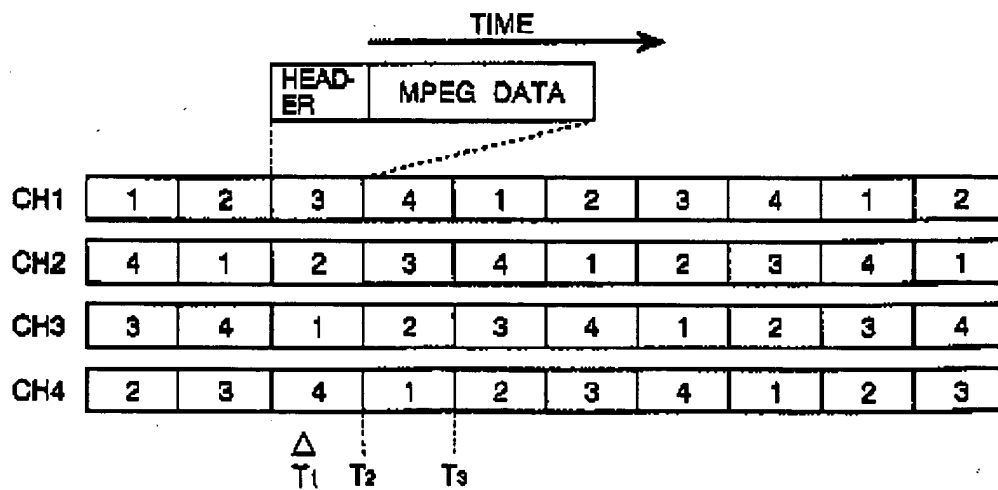 TIME
HEAD-
ER
MPEG DATA
CH1 1 2 3 4 1 2 3 4 1 2
CH2 4 1 2 3 4 1 2 3 4 1
CH3 3 4 1 2 3 4 1 2 3 4
CH4 2 3 4 1 2 3 4 1 2 3
T1 T2 T3